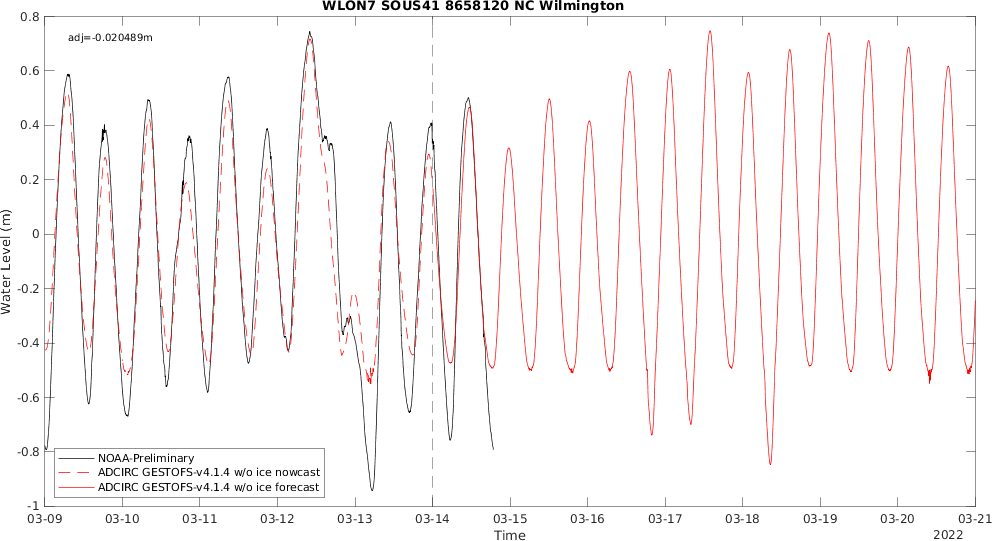 WLON7 SOUS41 8658120 NC Wilmington
adj=-0.020489m
Water Level (m)
0.8
0.6
0.4
0.2
0
-0.2
-0.4
-0.6
-0.8
-1
NOAA-Preliminary
ADCIRC GESTOFS-v4.1.4 w/o ice nowcast
ADCIRC GESTOFS-v4.1.4 w/o ice forecast
03-09 03-10 03-11 03-12 03-13 03-14 03-15 03-16 03-17 03-18 03-19 03-20 03-21
Time
2022